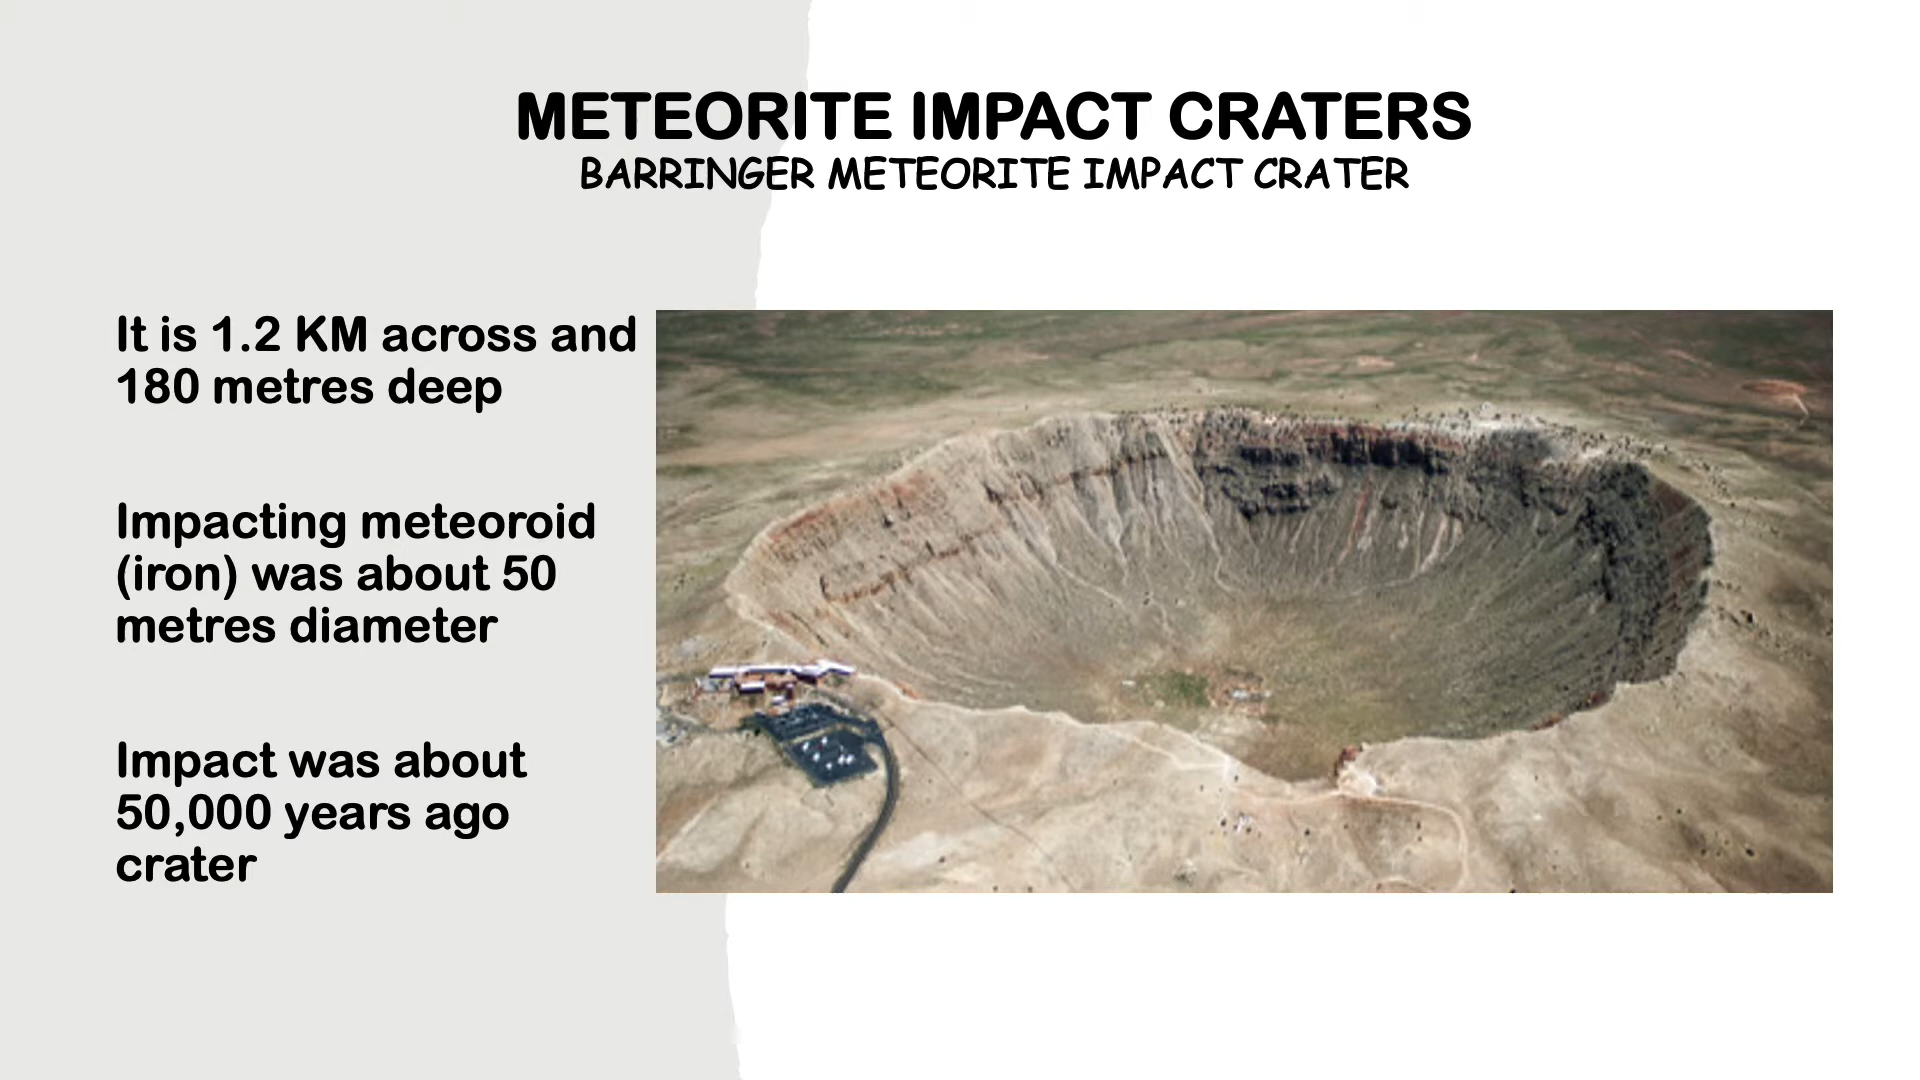 METEORITE IMPACT CRATERS
BARRINGER METEORITE IMPACT CRATER
It is 1.2 KM across and
180 metres deep
Impacting meteoroid
(iron) was about 50
metres diameter
Impact was about
50,000 years ago
crater